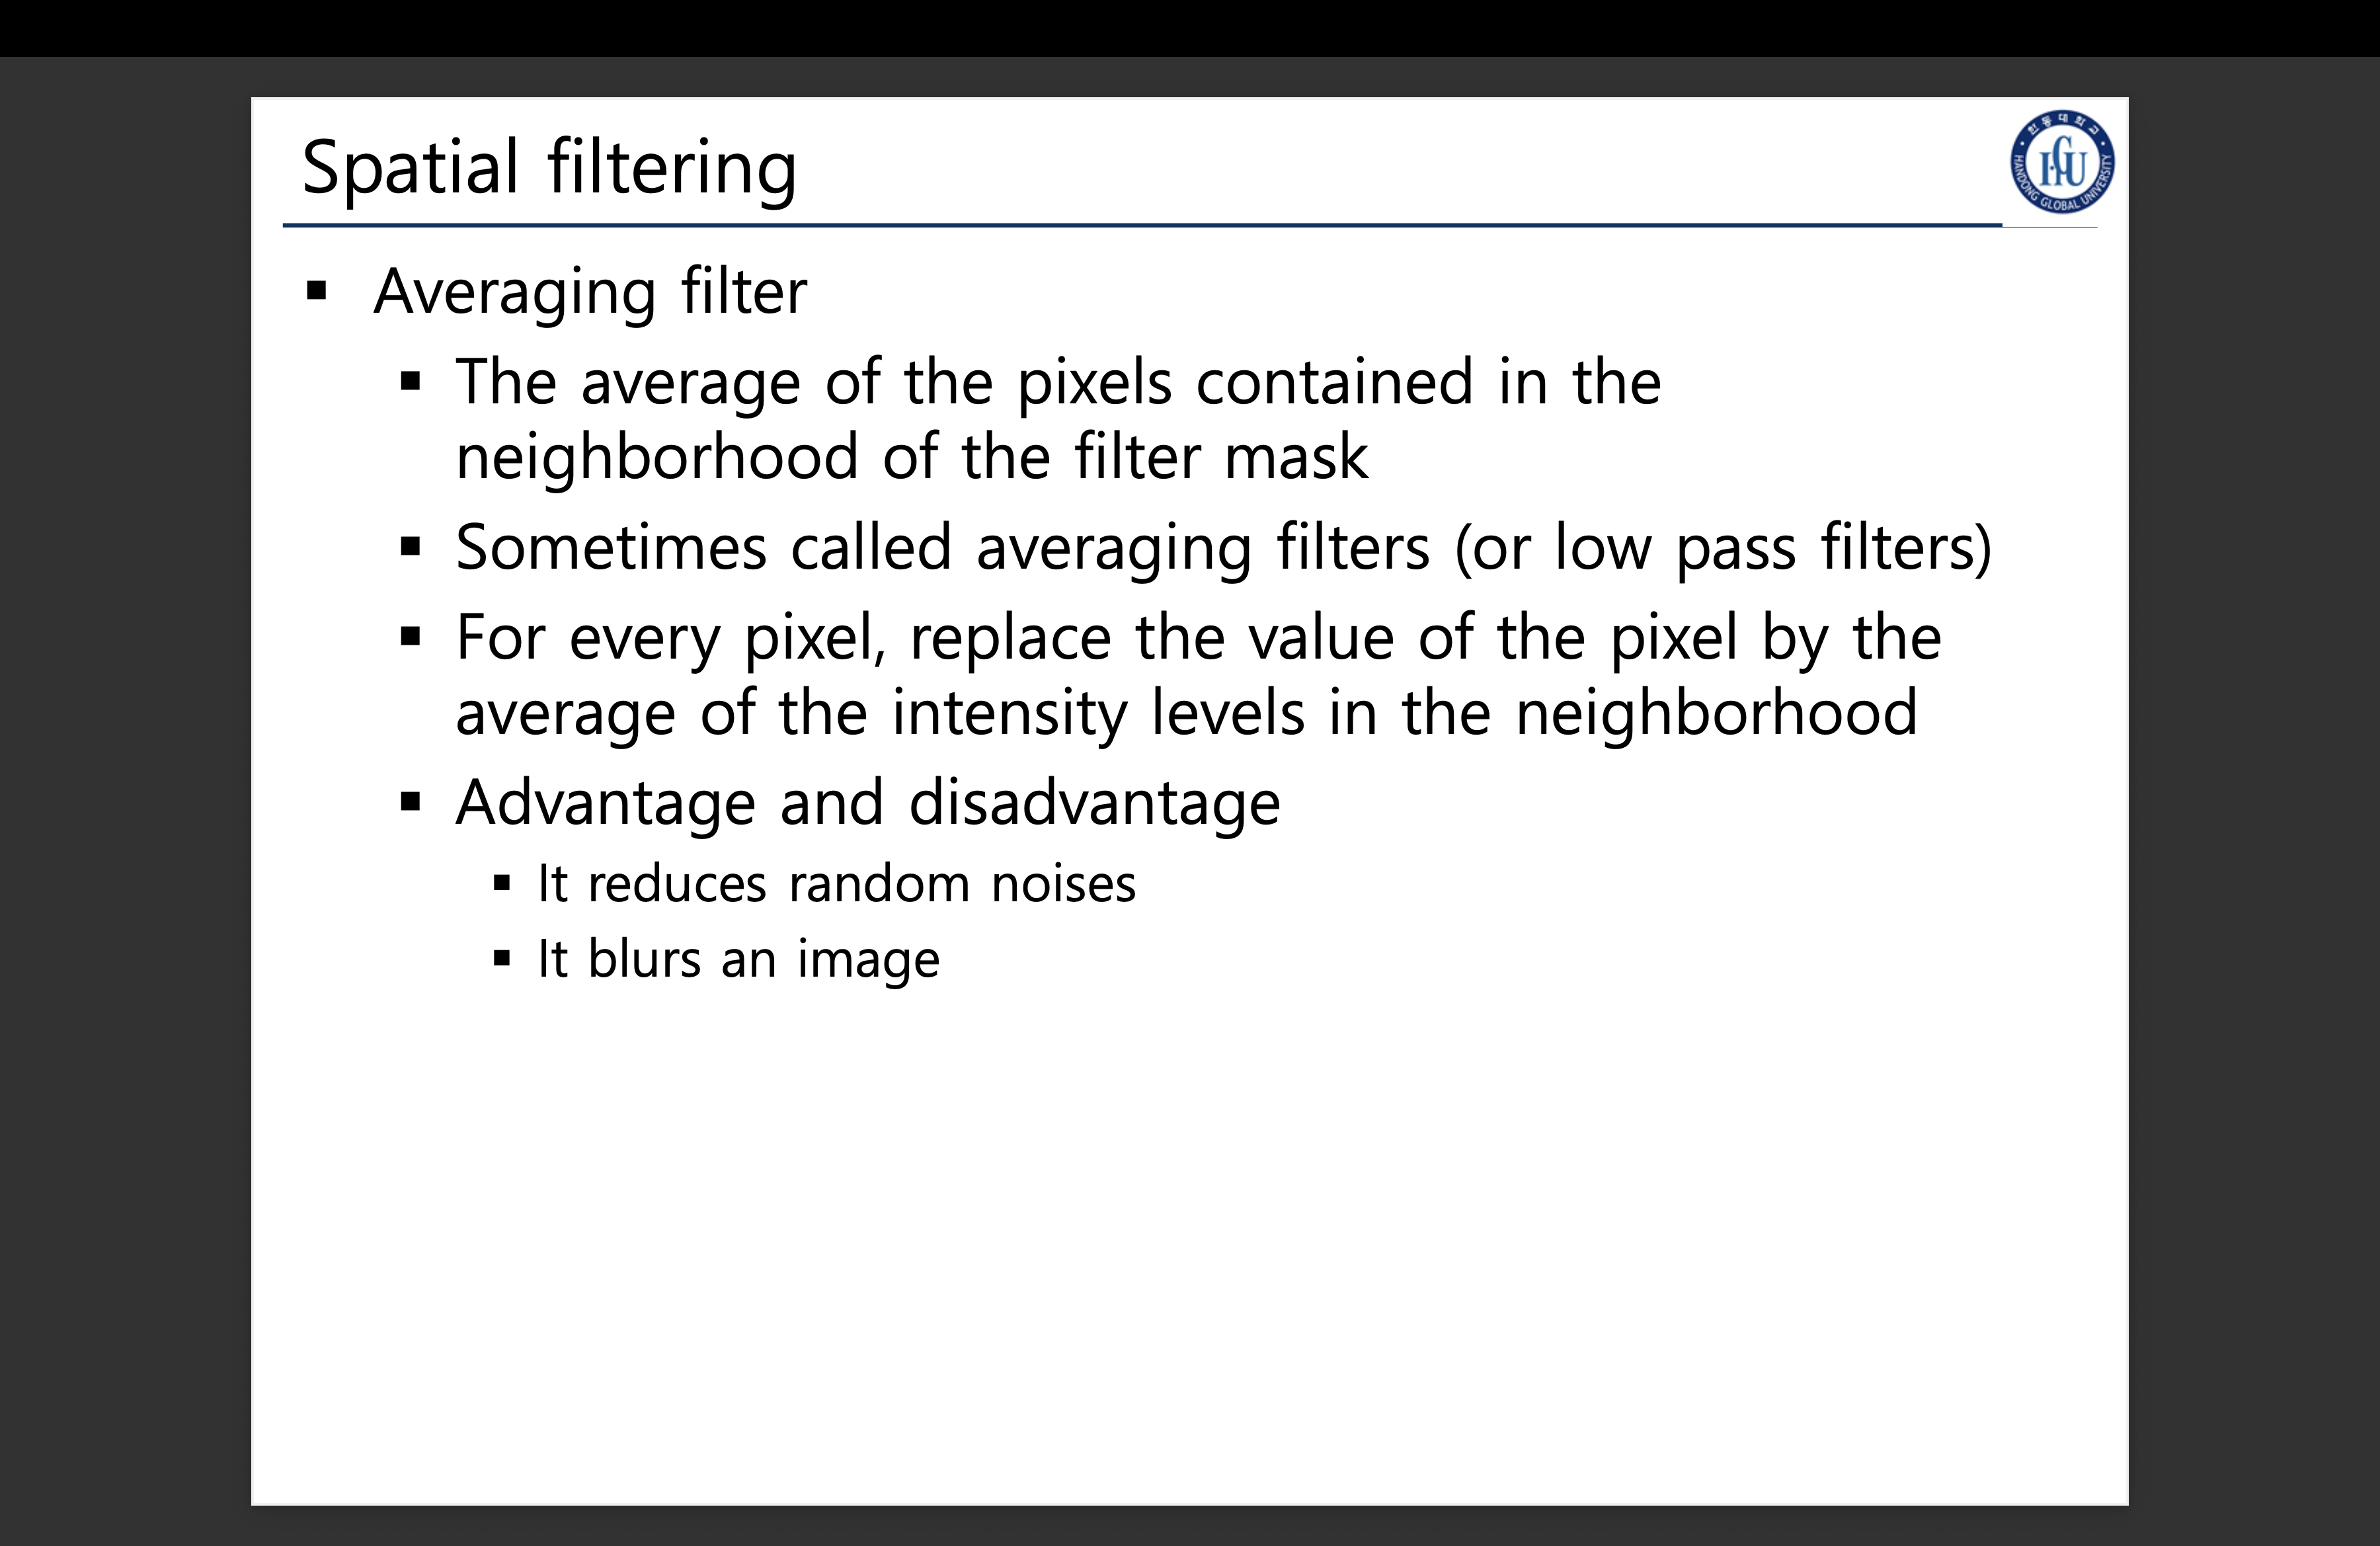 Spatial filtering
한동대학교
HANDONG GLOBAL UNIVERSITY
HGU
▪ Averaging filter
▪ The average of the pixels contained in the
neighborhood of the filter mask
▪ Sometimes called averaging filters (or low pass filters)
▪ For every pixel, replace the value of the pixel by the
average of the intensity levels in the neighborhood
▪ Advantage and disadvantage
▪ It reduces random noises
▪ It blurs an image